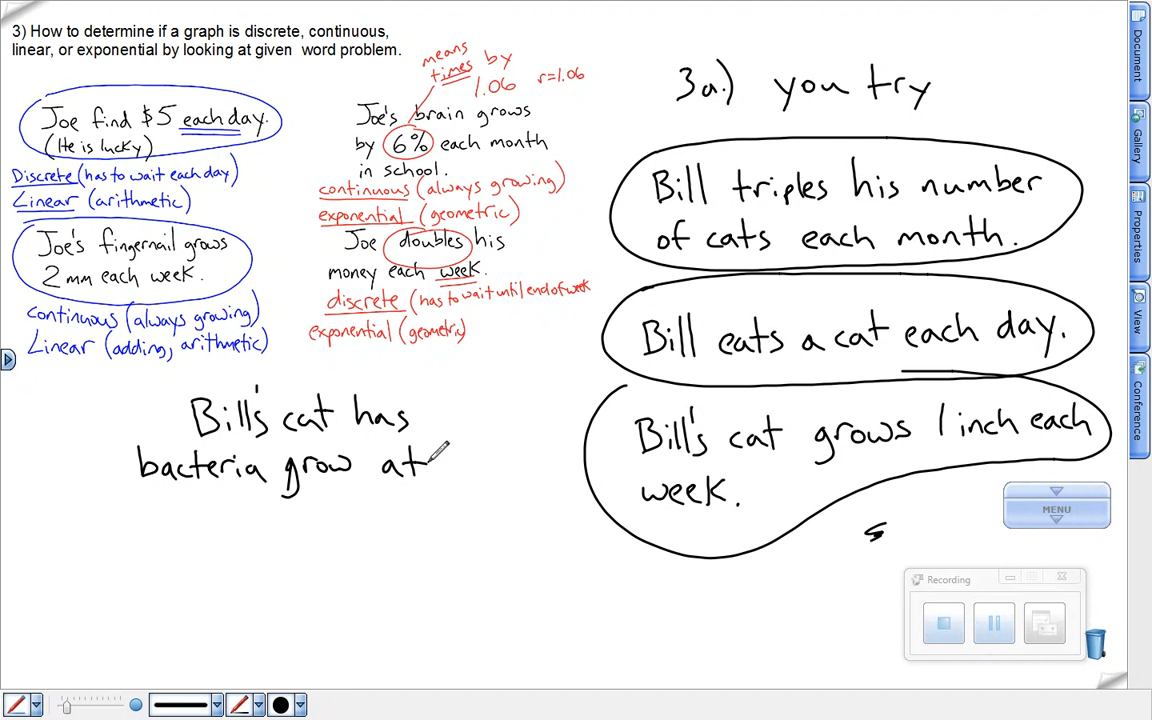 3) How to determine if a graph is discrete, continuous,
linear, or exponential by looking at given word problem.
means
times by
1.06 r=1.06
Joe find $5 each day.
(He is lucky)
Discrete (has to wait each day)
Linear (arithmetic)
Joe's fingernail grows
2 mm each week.
continuous (always growing)
Linear (adding, arithmetic)
Joe's brain grows
by 6% each month
in school.
continuous (always growing)
exponential (geometric)
Joe doubles his
money each week.
discrete (has to wait until end of week
exponential (geometric)
Bill's cat has
bacteria grow at
3a.) you try
Bill triples his number
of cats each month.
Bill eats a cat each day.
Bill's cat grows 1 inch each
week.
s
MENU
Recording
Document
Gallery
Properties
View
Conference